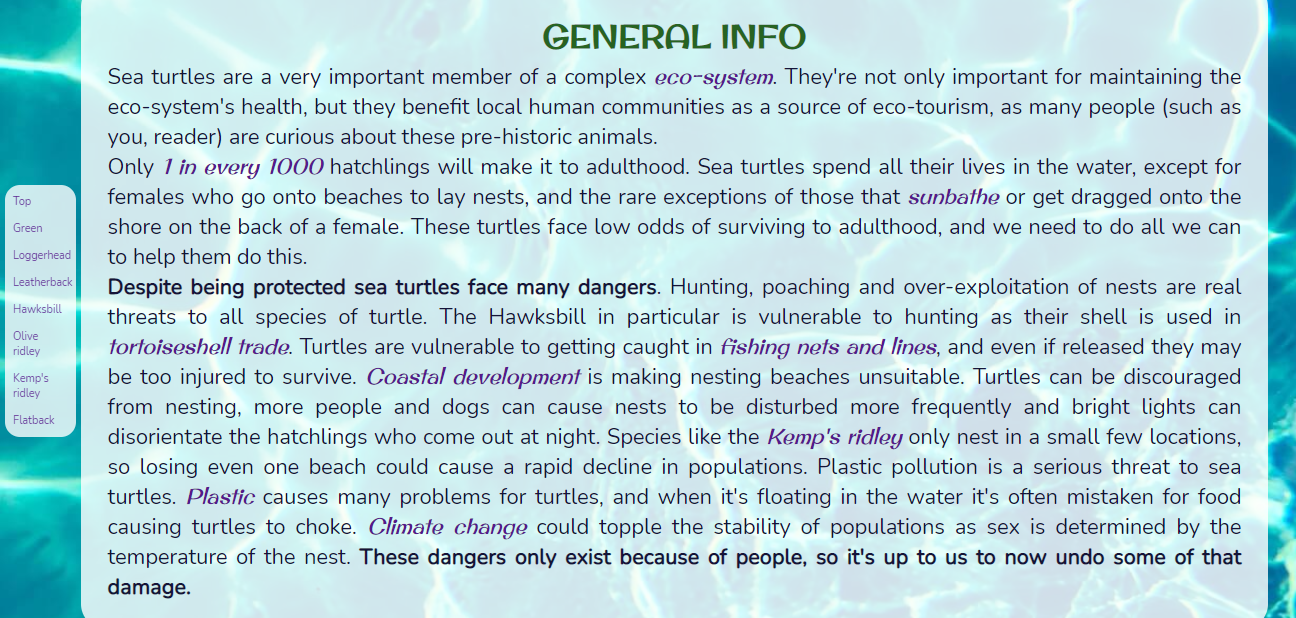 GENERAL INFO
Sea turtles are a very important member of a complex eco-system. They're not only important for maintaining the
eco-system's health, but they benefit local human communities as a source of eco-tourism, as many people (such as
you, reader) are curious about these pre-historic animals.
Only 1 in every 1000 hatchlings will make it to adulthood. Sea turtles spend all their lives in the water, except for
females who go onto beaches to lay nests, and the rare exceptions of those that sunbathe or get dragged onto the
shore on the back of a female. These turtles face low odds of surviving to adulthood, and we need to do all we can
to help them do this.
Despite being protected sea turtles face many dangers. Hunting, poaching and over-exploitation of nests are real
threats to all species of turtle. The Hawksbill in particular is vulnerable to hunting as their shell is used in
tortoiseshell trade. Turtles are vulnerable to getting caught in fishing nets and lines, and even if released they may
be too injured to survive. Coastal development is making nesting beaches unsuitable. Turtles can be discouraged
from nesting, more people and dogs can cause nests to be disturbed more frequently and bright lights can
disorientate the hatchlings who come out at night. Species like the Kemp's ridley only nest in a small few locations,
so losing even one beach could cause a rapid decline in populations. Plastic pollution is a serious threat to sea
turtles. Plastic causes many problems for turtles, and when it's floating in the water it's often mistaken for food
causing turtles to choke. Climate change could topple the stability of populations as sex is determined by the
temperature of the nest. These dangers only exist because of people, so it's up to us to now undo some of that
damage.
Top
Green
Loggerhead
Leatherback
Hawksbill
Olive
ridley
Kemp's
ridley
Flatback